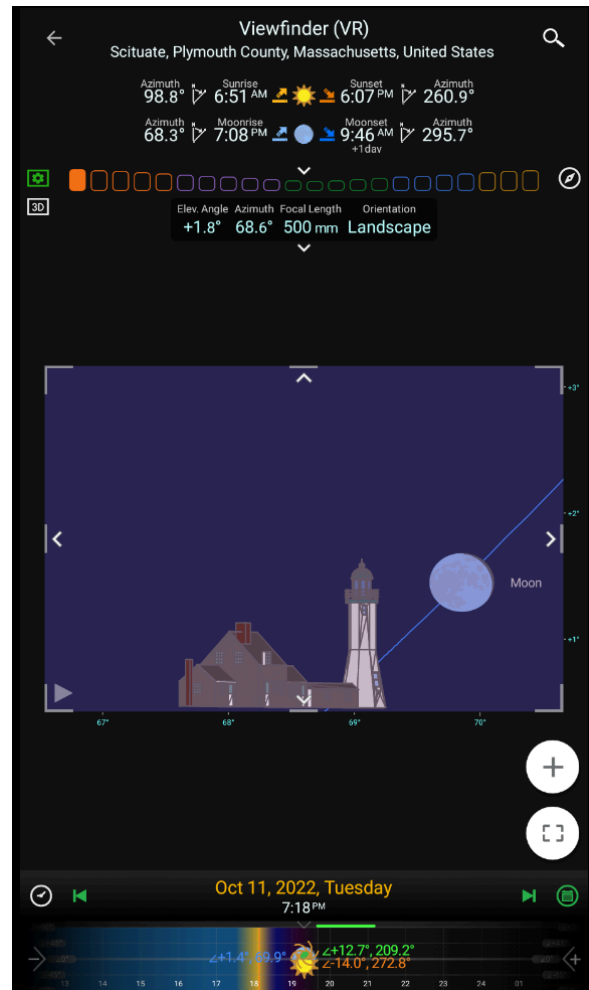 Viewfinder (VR)
Scituate, Plymouth County, Massachusetts, United States
Azimuth Sunrise Sunset Azimuth
98.8° 6:51 AM 6:07 PM 260.9°
Azimuth Moonrise Moonset Azimuth
68.3° 7:08 PM 9:46 AM 295.7°
+1day
3D
Elev. Angle Azimuth Focal Length Orientation
+1.8° 68.6° 500 mm Landscape
+3°
+2°
Moon
+1°
67° 68° 69° 70°
Oct 11, 2022, Tuesday
7:18 PM
∠+12.7°, 209.2°
∠+1.4°, 69.9°
∠-14.0°, 272.8°
13 14 15 16 17 18 19 20 21 22 23 24 01